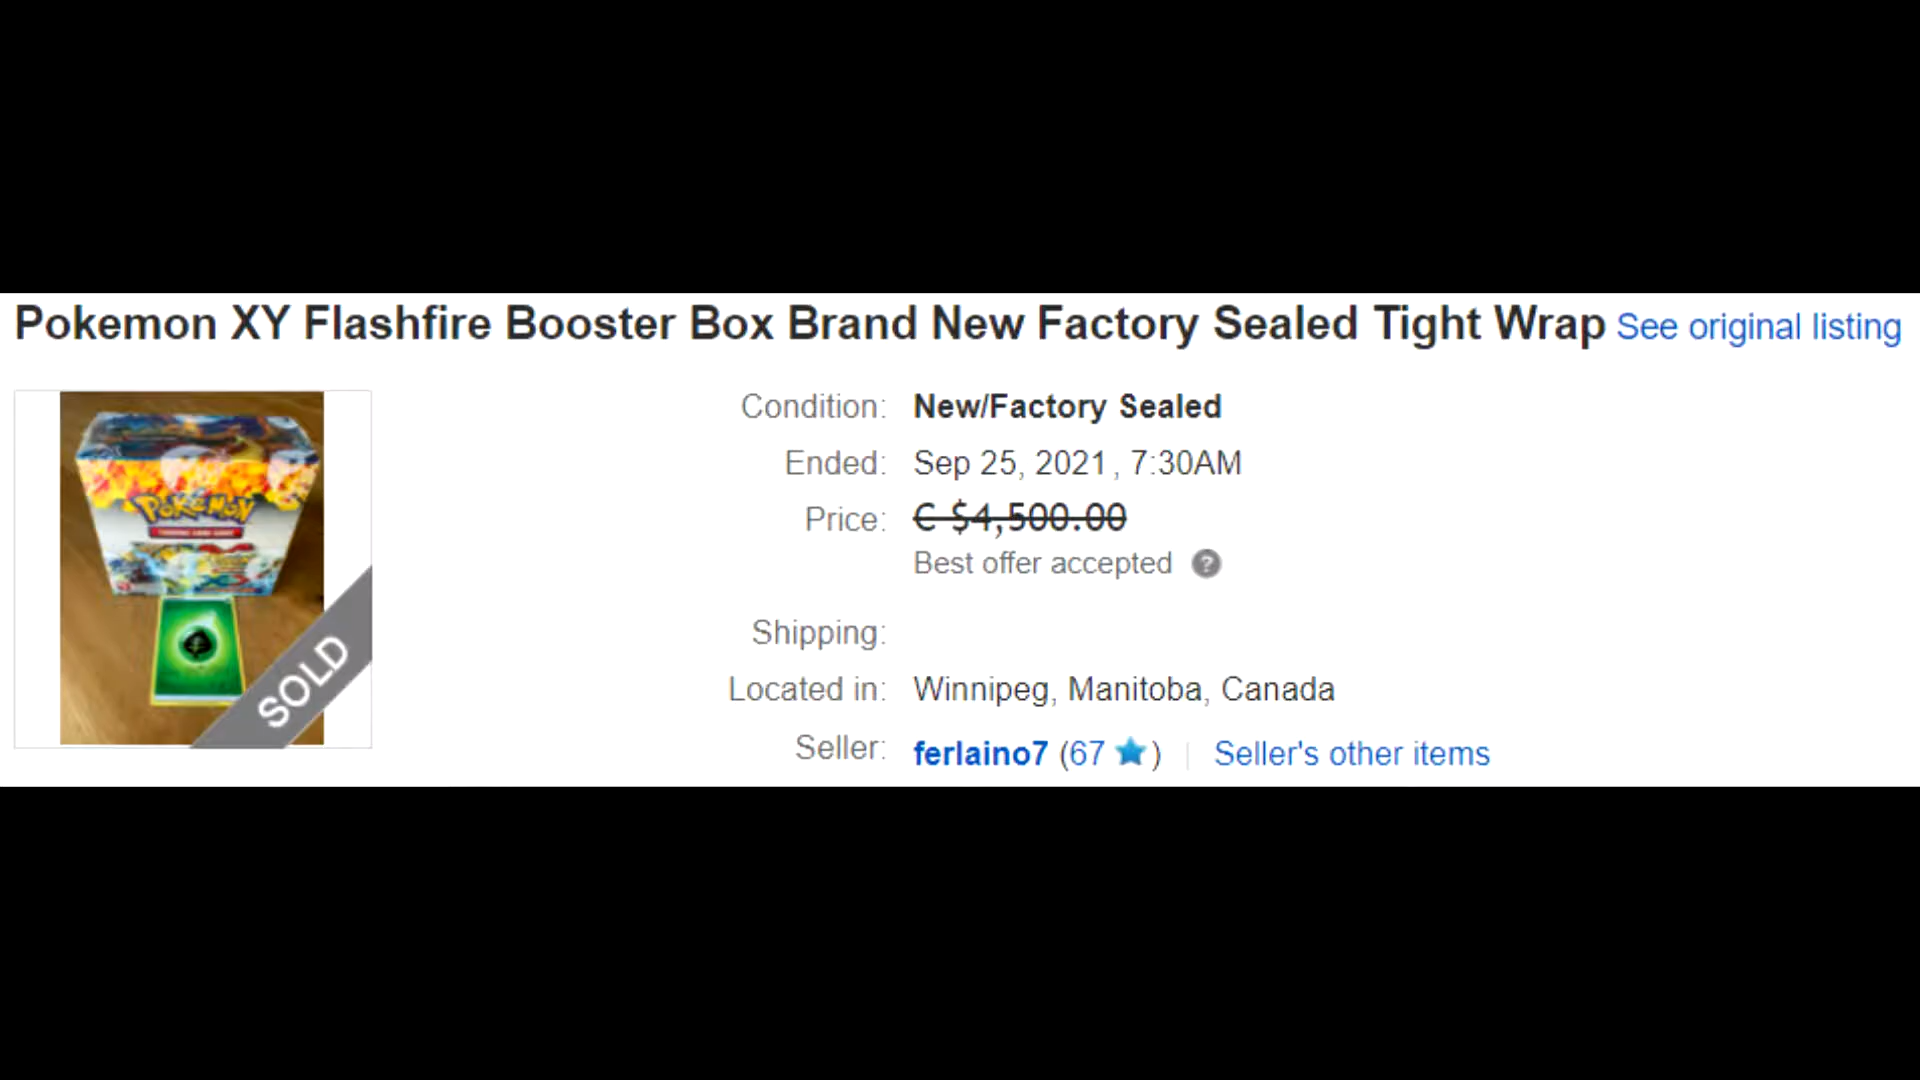 Pokemon XY Flashfire Booster Box Brand New Factory Sealed Tight Wrap See original listing
Condition: New/Factory Sealed
Ended: Sep 25, 2021 , 7:30AM
Price: C $4,500.00
Best offer accepted ?
Shipping:
Located in: Winnipeg, Manitoba, Canada
Seller: ferlaino7 (67 ★) | Seller's other items
POKéMON
SOLD